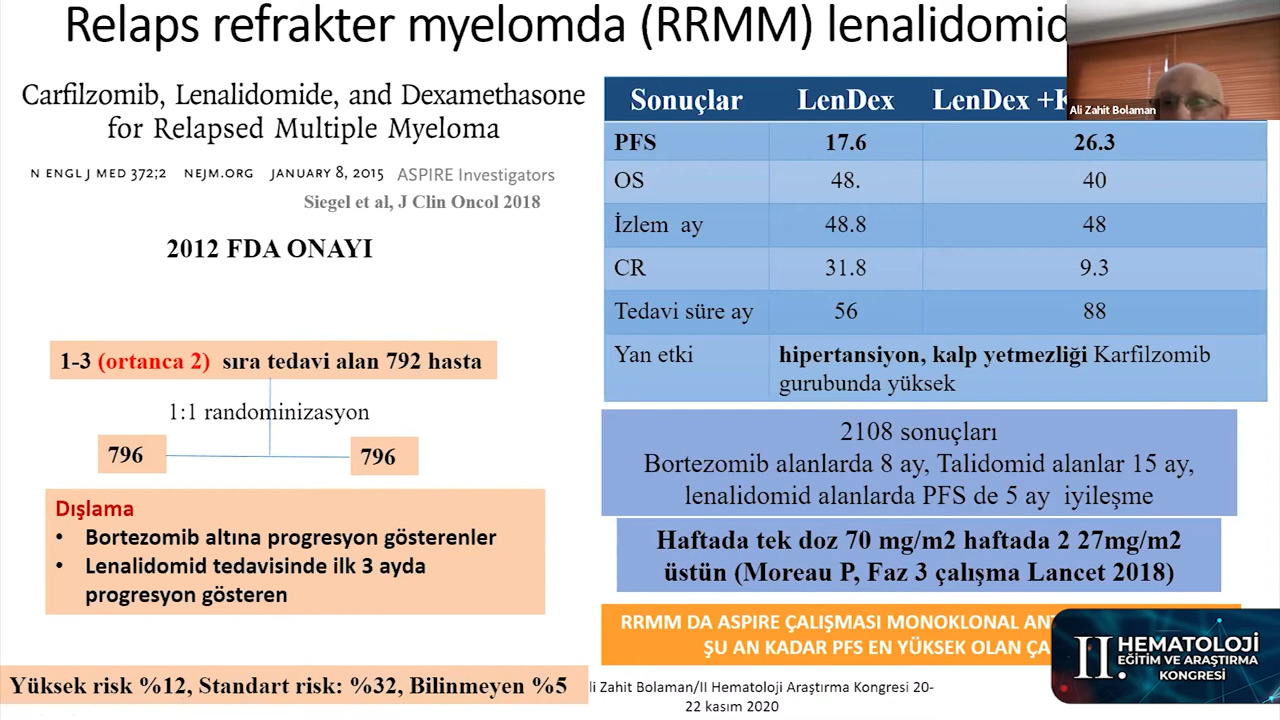 Relaps refrakter myelomda (RRMM) lenalidomid
Ali Zahit Bolaman
Carfilzomib, Lenalidomide, and Dexamethasone
for Relapsed Multiple Myeloma
N ENGL J MED 372;2 NEJM.ORG JANUARY 8, 2015 ASPIRE Investigators
Siegel et al, J Clin Oncol 2018
2012 FDA ONAYI
1-3 (ortanca 2) sıra tedavi alan 792 hasta
1:1 randominizasyon
796 796
Dışlama
• Bortezomib altına progresyon gösterenler
• Lenalidomid tedavisinde ilk 3 ayda
progresyon gösteren
Yüksek risk %12, Standart risk: %32, Bilinmeyen %5
Sonuçlar LenDex LenDex +K
PFS 17.6 26.3
OS 48. 40
İzlem ay 48.8 48
CR 31.8 9.3
Tedavi süre ay 56 88
Yan etki hipertansiyon, kalp yetmezliği Karfilzomib
gurubunda yüksek
2108 sonuçları
Bortezomib alanlarda 8 ay, Talidomid alanlar 15 ay,
lenalidomid alanlarda PFS de 5 ay iyileşme
Haftada tek doz 70 mg/m2 haftada 2 27mg/m2
üstün (Moreau P, Faz 3 çalışma Lancet 2018)
RRMM DA ASPIRE ÇALIŞMASI MONOKLONAL
ŞU AN KADAR PFS EN YÜKSEK OLAN
Zahit Bolaman/II Hematoloji Araştırma Kongresi 20-
22 kasım 2020
II. HEMATOLOJİ
EĞİTİM VE ARAŞTIRMA
KONGRESİ